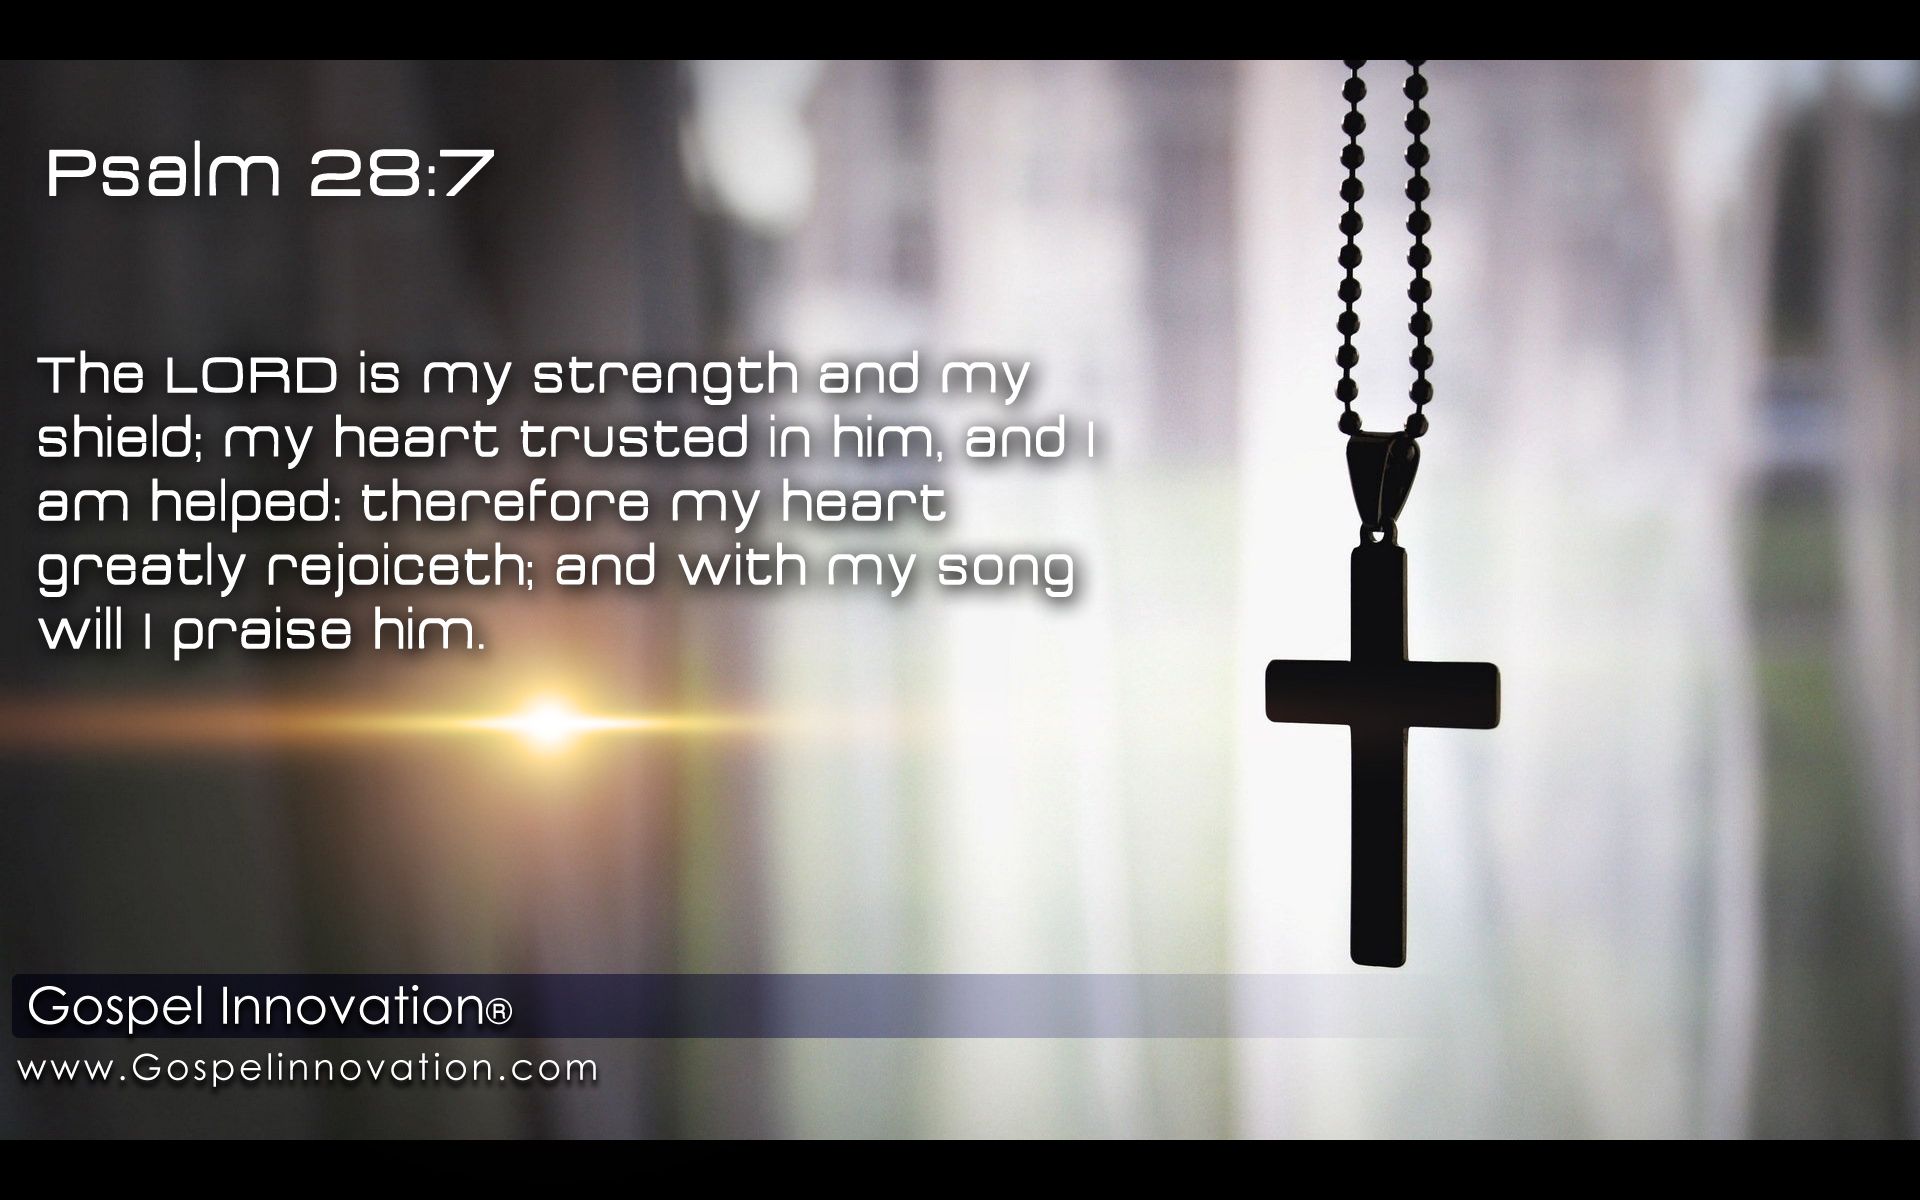 Psalm 28:7
The LORD is my strength and my
shield; my heart trusted in him, and I
am helped: therefore my heart
greatly rejoiceth; and with my song
will I praise him.
Gospel Innovation®
www.Gospelinnovation.com